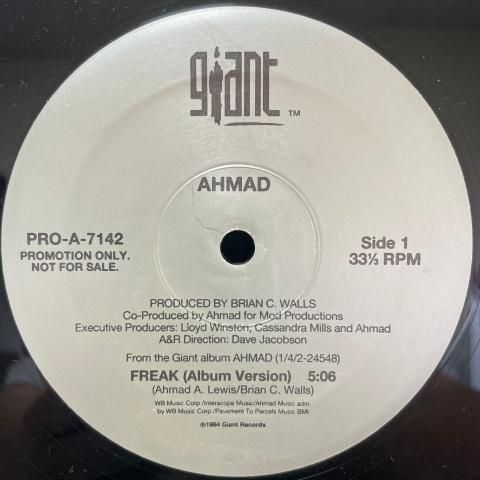 giant ™
AHMAD
PRO-A-7142
PROMOTION ONLY.
NOT FOR SALE.
Side 1
33⅓ RPM
PRODUCED BY BRIAN C. WALLS
Co-Produced by Ahmad for Mod Productions
Executive Producers: Lloyd Winston, Cassandra Mills and Ahmad
A&R Direction: Dave Jacobson
From the Giant album AHMAD (1/4/2-24548)
FREAK (Album Version) 5:06
(Ahmad A. Lewis/Brian C. Walls)
WB Music Corp./Interscope Music/Ahmad Music adm.
by WB Music Corp./Pavement To Parcels Music BMI
℗1994 Giant Records